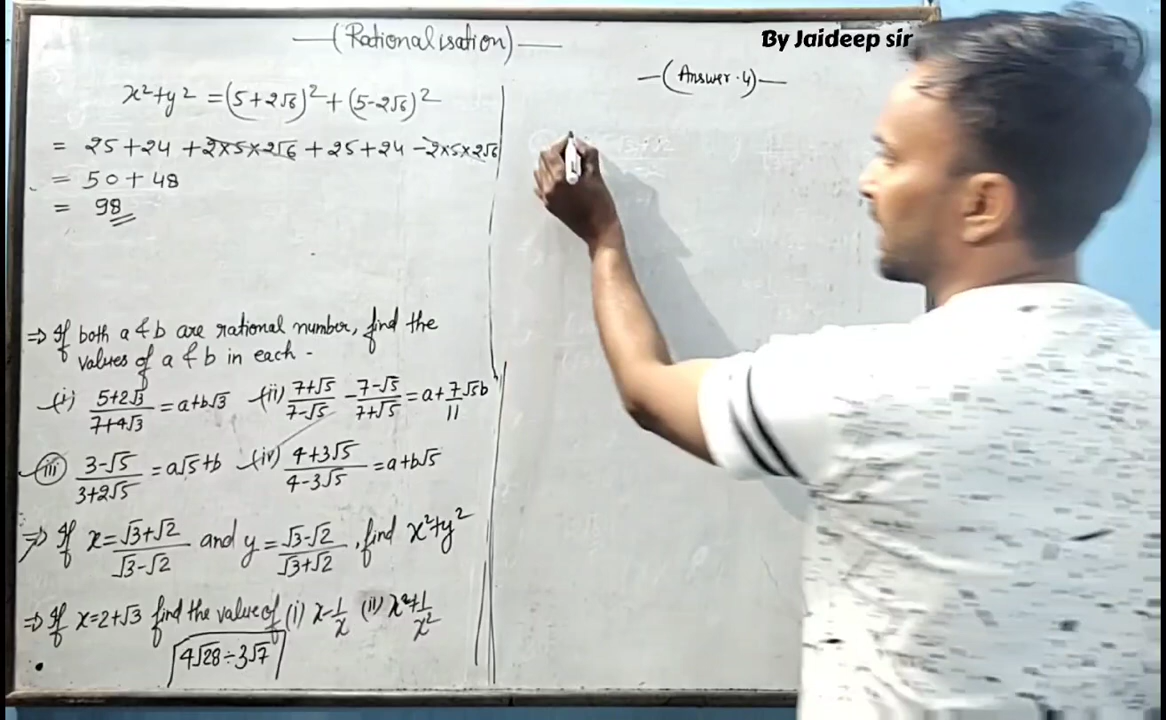 —(Rationalisation)—
By Jaideep sir
—(Answer.4)—
x²+y² = (5+2√6)² + (5-2√6)²
= 25+24 +2×5×2√6 + 25+24 -2×5×2√6
= 50 + 48
= 98
⇒ If both a & b are rational number, find the
values of a & b in each -
(i) (5+2√3)/(7+4√3) = a+b√3 (ii) (7+√5)/(7-√5) - (7-√5)/(7+√5) = a + 7/11 √5b
(iii) (3-√5)/(3+2√5) = a√5+b (iv) (4+3√5)/(4-3√5) = a+b√5
⇒ If x = (√3+√2)/(√3-√2) and y = (√3-√2)/(√3+√2), find x²+y²
⇒ If x=2+√3 find the value of (i) x-1/x (ii) x²+1/x²
4√28÷3√7